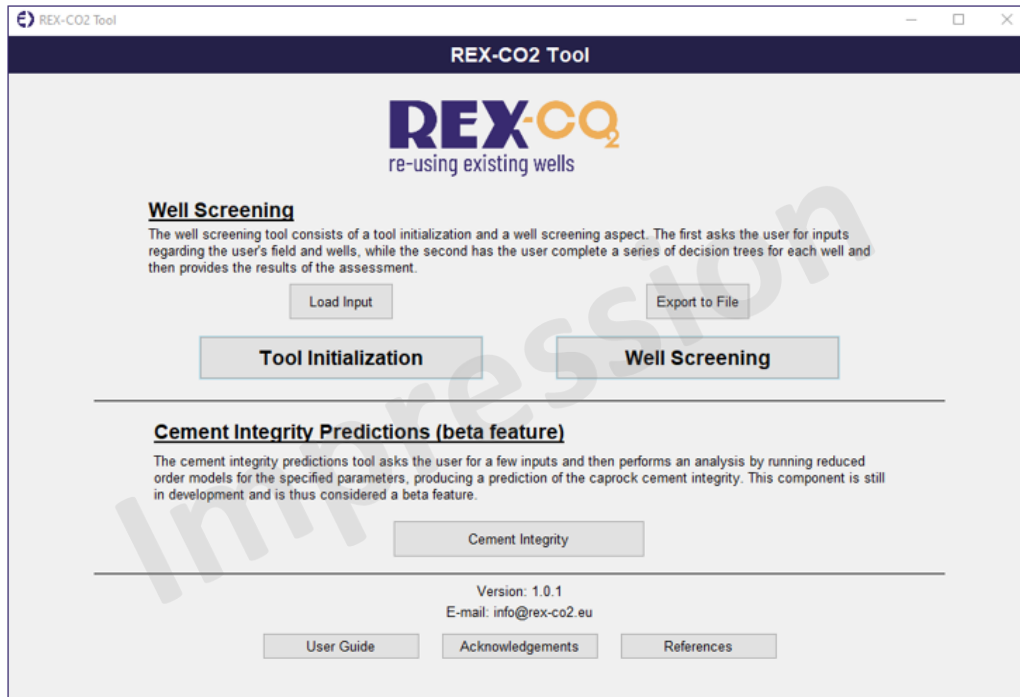 REX-CO2 Tool
REX-CO2 Tool
REX-CO2
re-using existing wells
Well Screening
The well screening tool consists of a tool initialization and a well screening aspect. The first asks the user for inputs
regarding the user's field and wells, while the second has the user complete a series of decision trees for each well and
then provides the results of the assessment.
Load Input
Export to File
Tool Initialization
Well Screening
Cement Integrity Predictions (beta feature)
The cement integrity predictions tool asks the user for a few inputs and then performs an analysis by running reduced
order models for the specified parameters, producing a prediction of the caprock cement integrity. This component is still
in development and is thus considered a beta feature.
Cement Integrity
Version: 1.0.1
E-mail: info@rex-co2.eu
User Guide
Acknowledgements
References
Impression